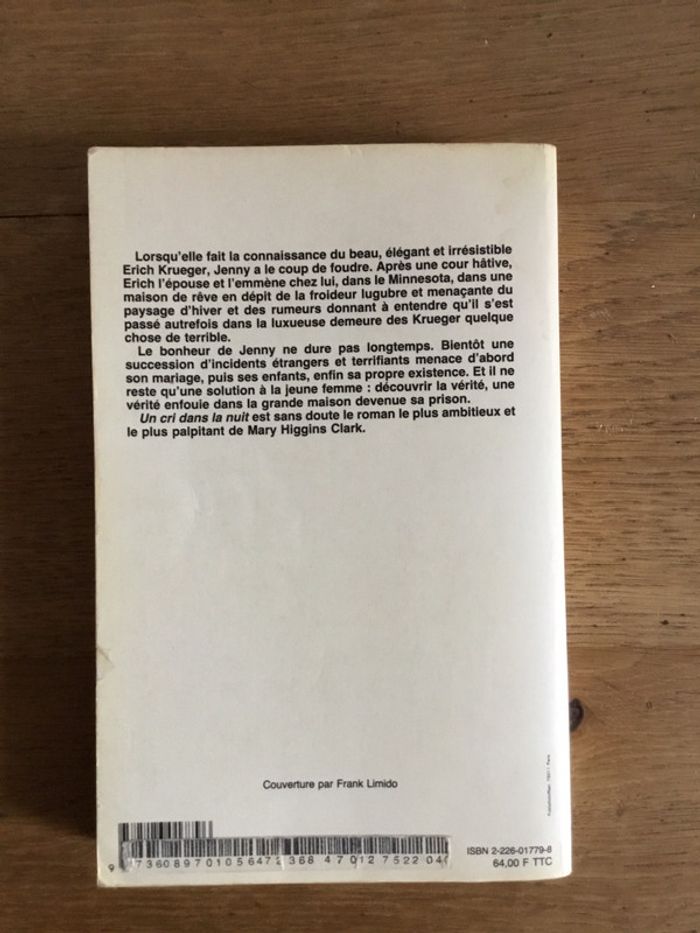 Lorsqu'elle fait la connaissance du beau, élégant et irrésistible
Erich Krueger, Jenny a le coup de foudre. Après une cour hâtive,
Erich l'épouse et l'emmène chez lui, dans le Minnesota, dans une
maison de rêve en dépit de la froideur lugubre et menaçante du
paysage d'hiver et des rumeurs donnant à entendre qu'il s'est
passé autrefois dans la luxueuse demeure des Krueger quelque
chose de terrible.
Le bonheur de Jenny ne dure pas longtemps. Bientôt une
succession d'incidents étrangers et terrifiants menace d'abord
son mariage, puis ses enfants, enfin sa propre existence. Et il ne
reste qu'une solution à la jeune femme : découvrir la vérité, une
vérité enfouie dans la grande maison devenue sa prison.
Un cri dans la nuit est sans doute le roman le plus ambitieux et
le plus palpitant de Mary Higgins Clark.
Couverture par Frank Limido
ISBN 2-226-01779-8
64,00 F TTC